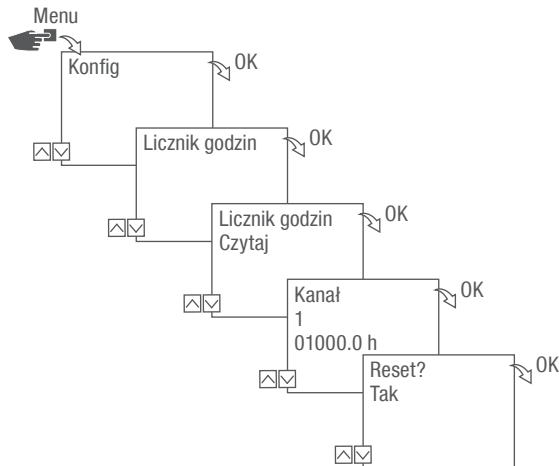 Menu
Konfig
OK
Licznik godzin
OK
Licznik godzin
Czytaj
OK
Kanał
1
01000.0 h
OK
Reset?
Tak
OK